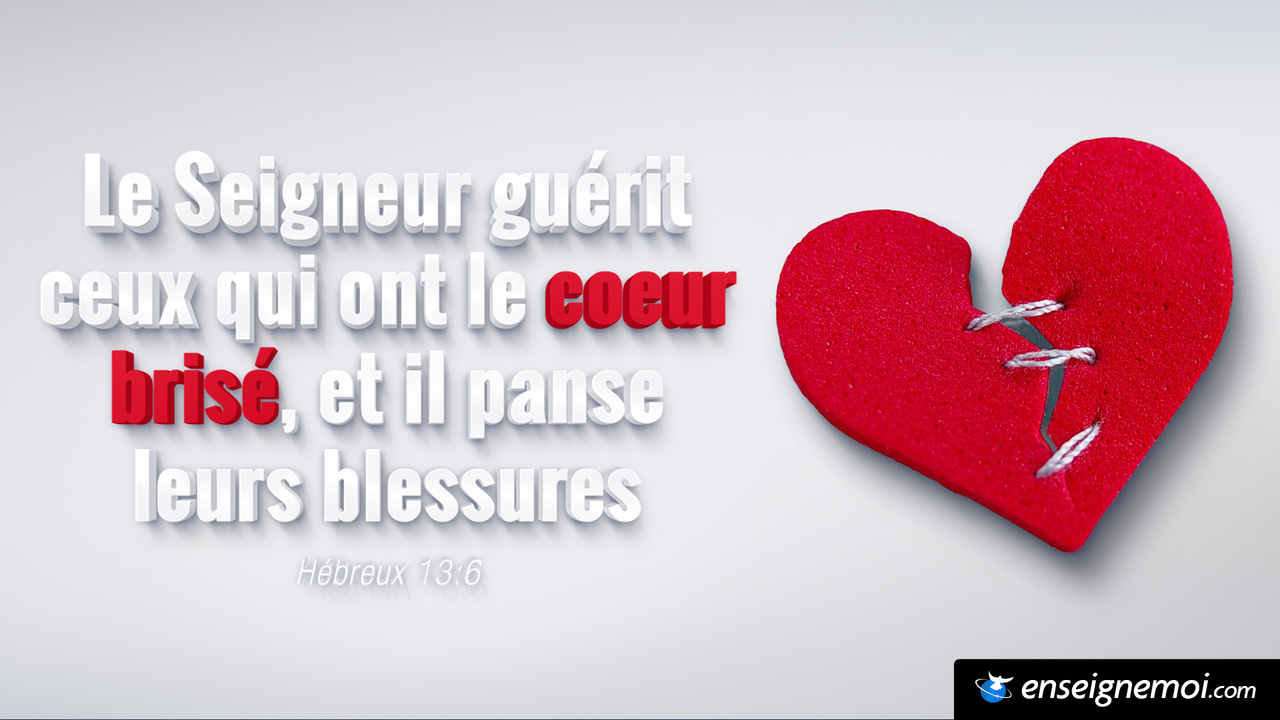 Le Seigneur guérit
ceux qui ont le coeur
brisé, et il panse
leurs blessures
Hébreux 13:6
enseignemoi.com